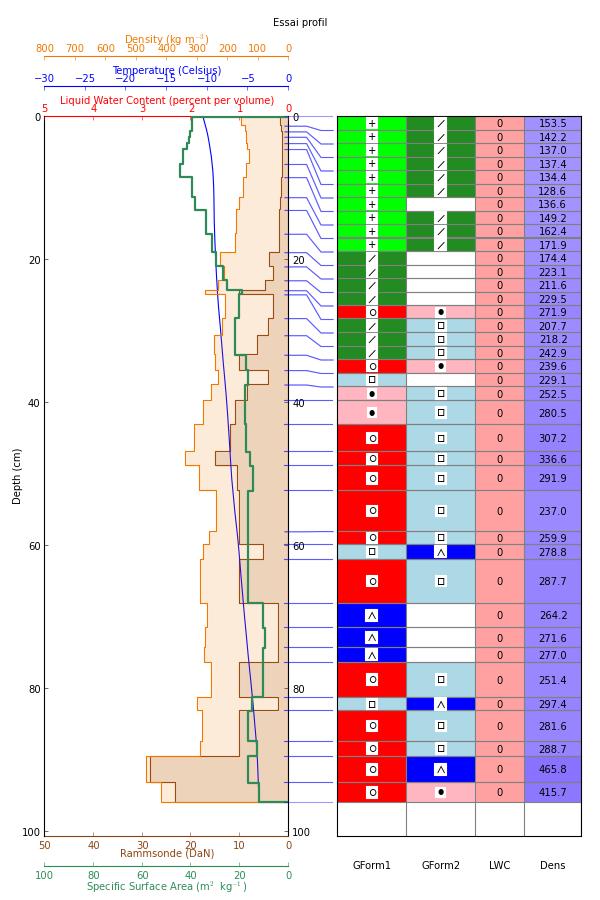 Essai profil
Density (kg m⁻³)
800 700 600 500 400 300 200 100 0
Temperature (Celsius)
−30 −25 −20 −15 −10 −5 0
Liquid Water Content (percent per volume)
5 4 3 2 1 0
0 0
20 20
40 40
60 60
80 80
100 100
Depth (cm)
50 40 30 20 10 0
Rammsonde (DaN)
100 80 60 40 20 0
Specific Surface Area (m² kg⁻¹)
+ / 0 153.5
+ / 0 142.2
+ / 0 137.0
+ / 0 137.4
+ / 0 134.4
+ / 0 128.6
+ 0 136.6
+ / 0 149.2
+ / 0 162.4
+ / 0 171.9
/ 0 174.4
/ 0 223.1
/ 0 211.6
/ 0 229.5
○ ● 0 271.9
/ □ 0 207.7
/ □ 0 218.2
/ □ 0 242.9
○ ● 0 239.6
□ 0 229.1
● □ 0 252.5
● □ 0 280.5
○ □ 0 307.2
○ □ 0 336.6
○ □ 0 291.9
○ □ 0 237.0
○ □ 0 259.9
□ ∧ 0 278.8
○ □ 0 287.7
∧ 0 264.2
∧ 0 271.6
∧ 0 277.0
○ □ 0 251.4
□ ∧ 0 297.4
○ □ 0 281.6
○ □ 0 288.7
○ ∧ 0 465.8
○ ● 0 415.7
GForm1 GForm2 LWC Dens